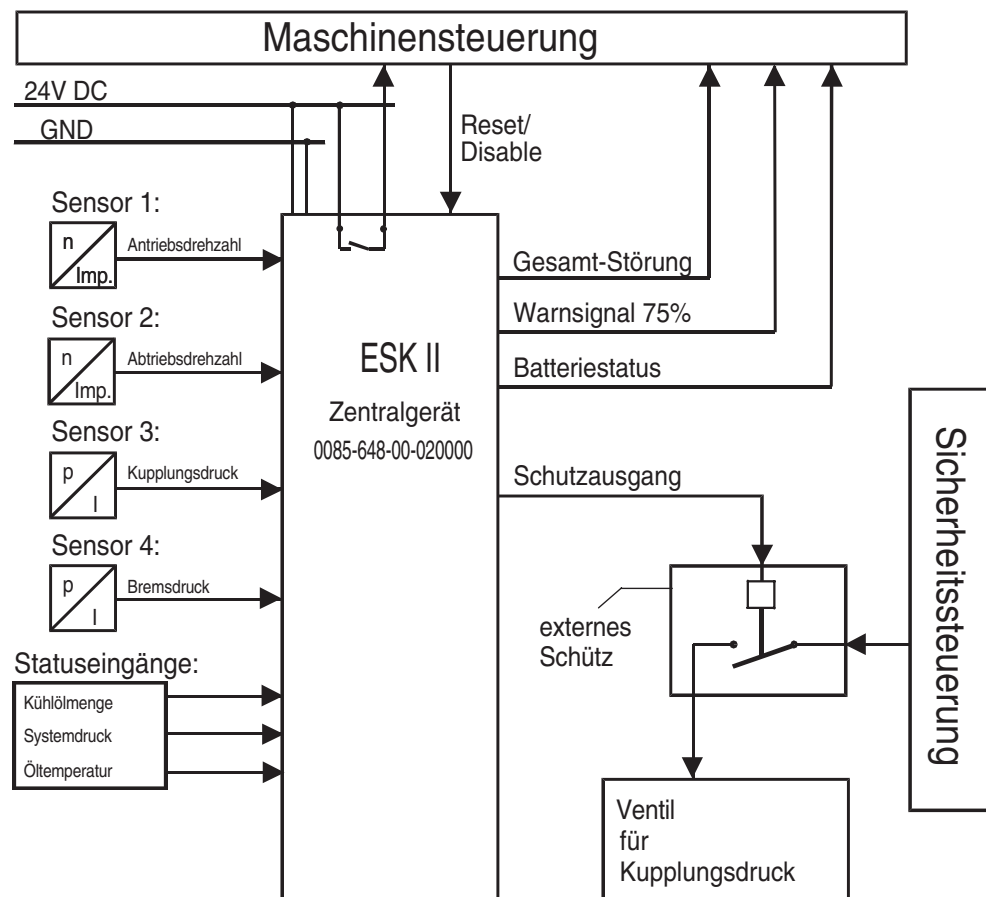 Maschinensteuerung
24V DC
GND
Reset/
Disable
Sensor 1:
n
Imp.
Antriebsdrehzahl
Sensor 2:
n
Imp.
Abtriebsdrehzahl
Sensor 3:
p
I
Kupplungsdruck
Sensor 4:
p
I
Bremsdruck
Statuseingänge:
Kühlölmenge
Systemdruck
Öltemperatur
ESK II
Zentralgerät
0085-648-00-020000
Gesamt-Störung
Warnsignal 75%
Batteriestatus
Schutzausgang
externes
Schütz
Ventil
für
Kupplungsdruck
Sicherheitssteuerung